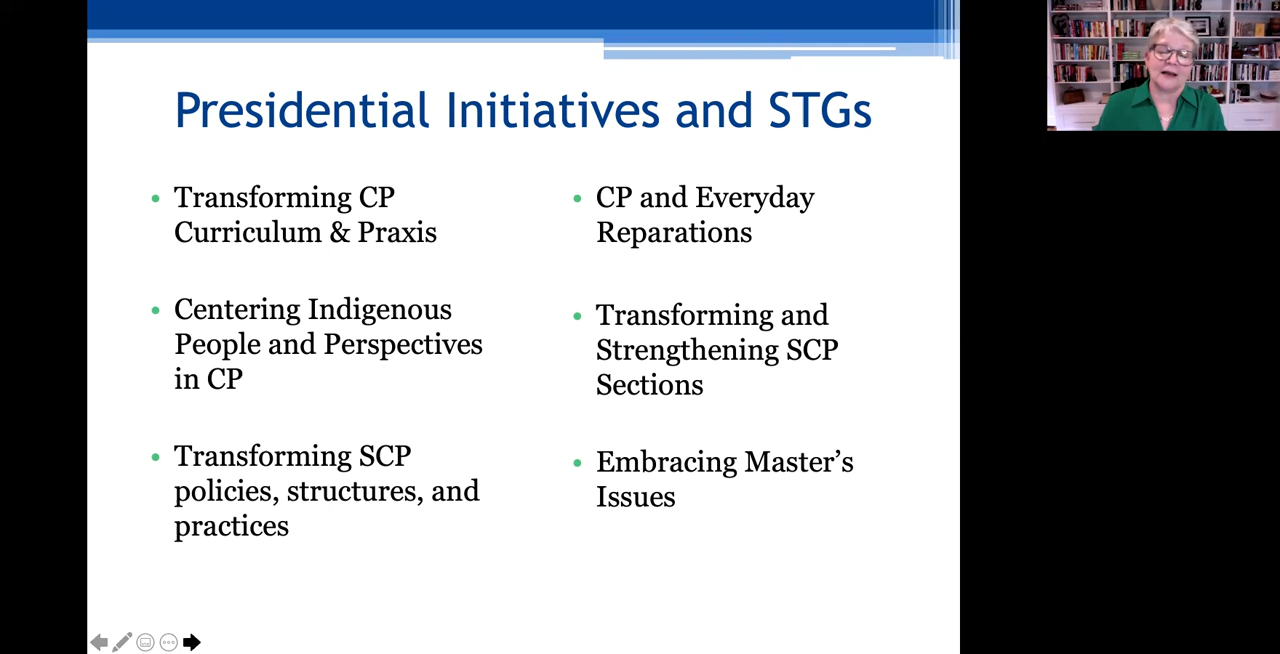 Presidential Initiatives and STGs
• Transforming CP
Curriculum & Praxis
• Centering Indigenous
People and Perspectives
in CP
• Transforming SCP
policies, structures, and
practices
• CP and Everyday
Reparations
• Transforming and
Strengthening SCP
Sections
• Embracing Master’s
Issues